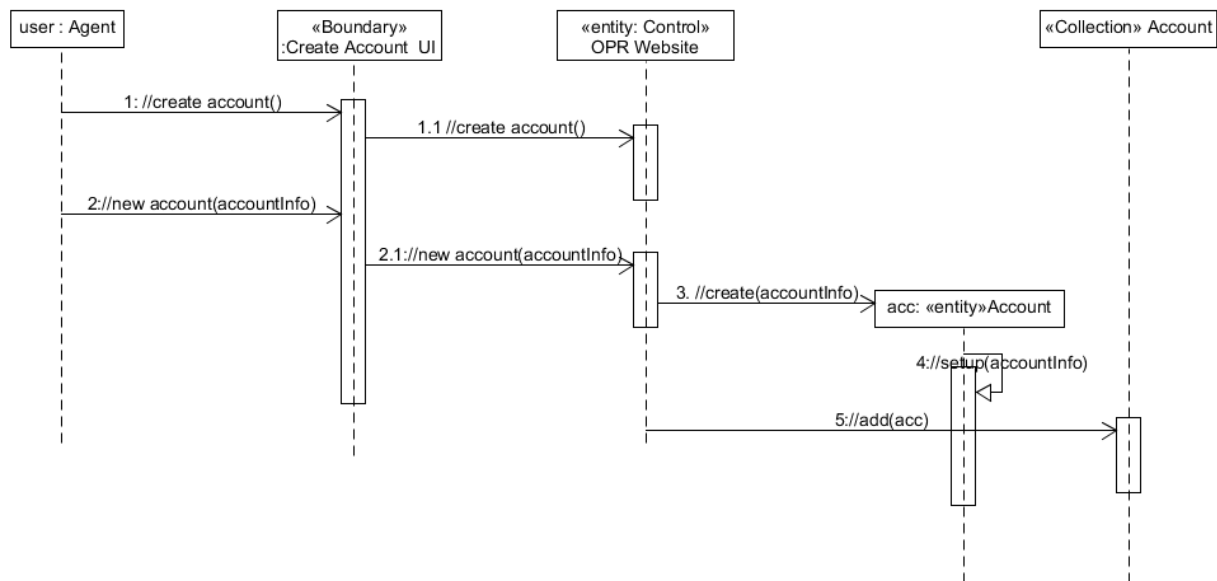 user : Agent
«Boundary»
:Create Account  UI
«entity: Control»
OPR Website
«Collection» Account
1: //create account()
1.1 //create account()
2://new account(accountInfo)
2.1://new account(accountInfo)
3. //create(accountInfo)
acc: «entity»Account
4://setup(accountInfo)
5://add(acc)